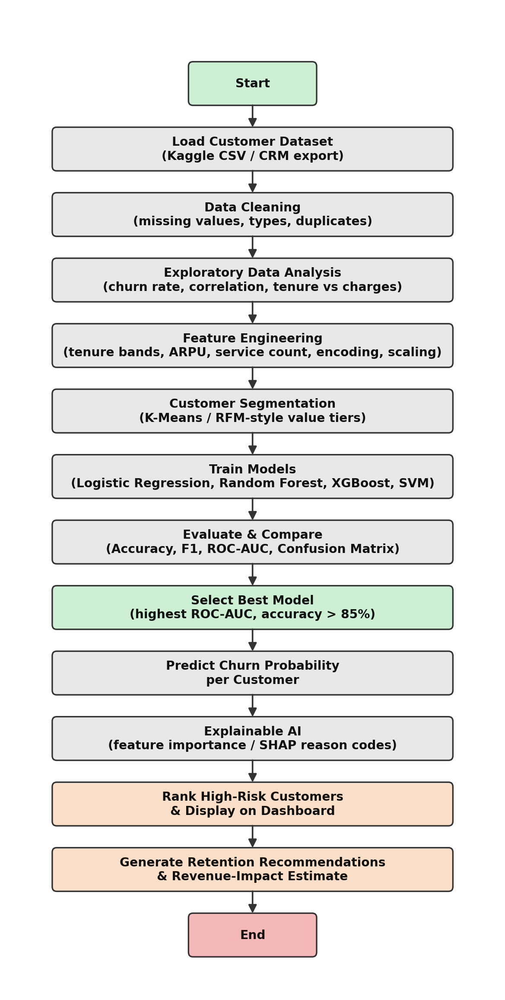 Start
Load Customer Dataset
(Kaggle CSV / CRM export)
Data Cleaning
(missing values, types, duplicates)
Exploratory Data Analysis
(churn rate, correlation, tenure vs charges)
Feature Engineering
(tenure bands, ARPU, service count, encoding, scaling)
Customer Segmentation
(K-Means / RFM-style value tiers)
Train Models
(Logistic Regression, Random Forest, XGBoost, SVM)
Evaluate & Compare
(Accuracy, F1, ROC-AUC, Confusion Matrix)
Select Best Model
(highest ROC-AUC, accuracy > 85%)
Predict Churn Probability
per Customer
Explainable AI
(feature importance / SHAP reason codes)
Rank High-Risk Customers
& Display on Dashboard
Generate Retention Recommendations
& Revenue-Impact Estimate
End